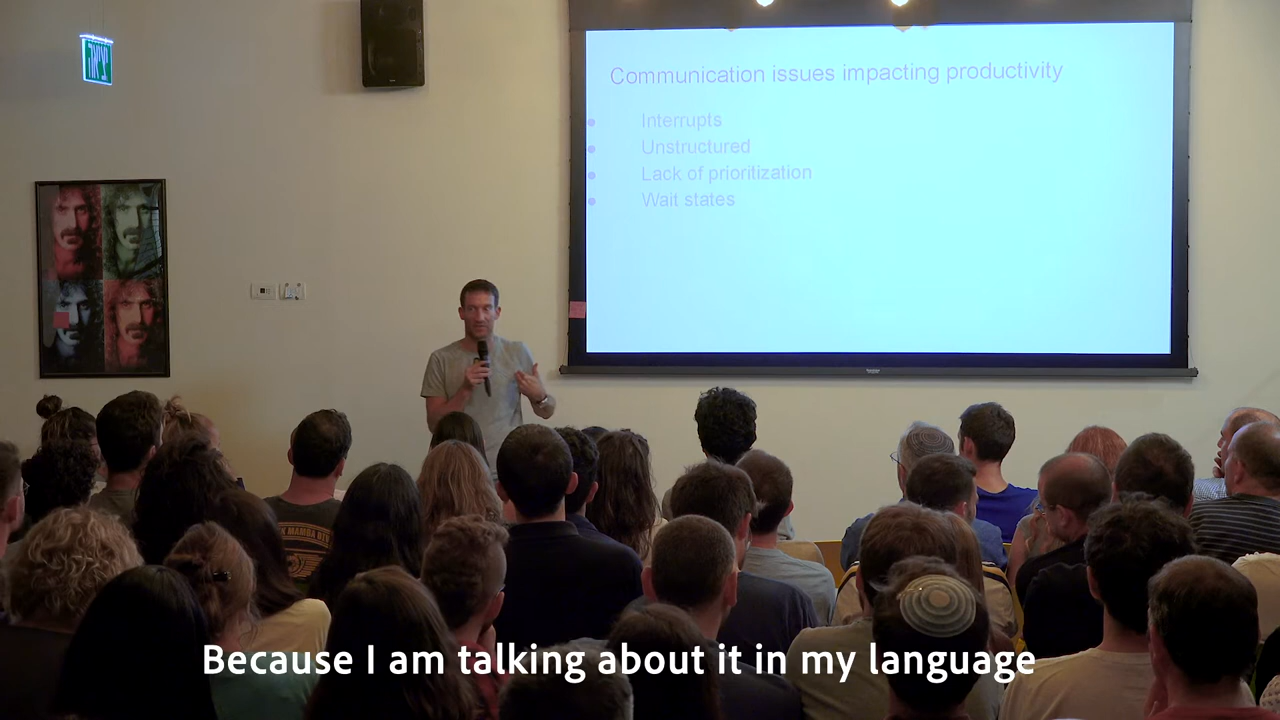 Communication issues impacting productivity
Interrupts
Unstructured
Lack of prioritization
Wait states
Because I am talking about it in my language